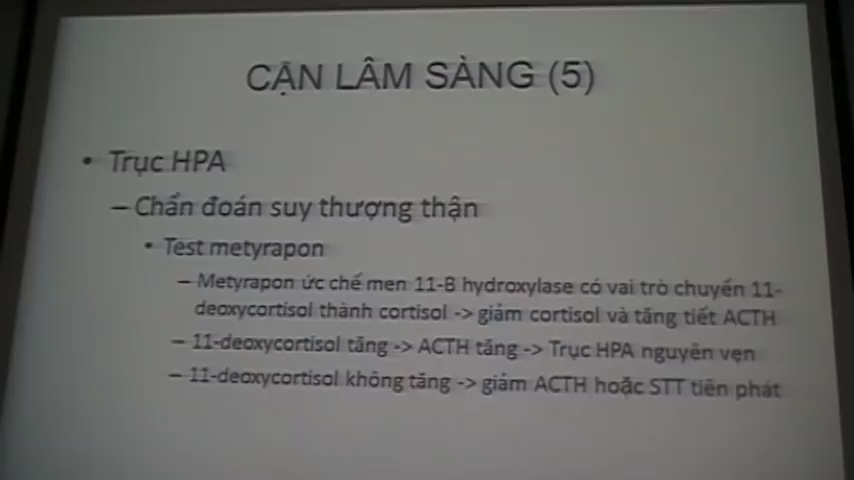 CẬN LÂM SÀNG (5)
• Trục HPA
– Chẩn đoán suy thượng thận
• Test metyrapon
– Metyrapon ức chế men 11-B hydroxylase có vai trò chuyển 11-
deoxycortisol thành cortisol -> giảm cortisol và tăng tiết ACTH
– 11-deoxycortisol tăng -> ACTH tăng -> Trục HPA nguyên vẹn
– 11-deoxycortisol không tăng -> giảm ACTH hoặc STT tiên phát